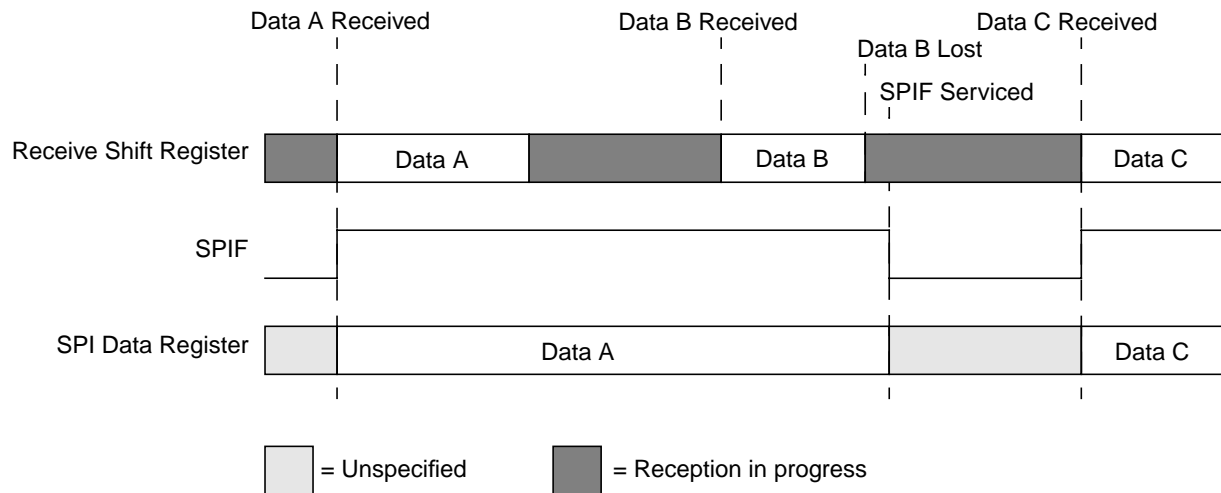 Data A Received
Data B Received
Data C Received
Data B Lost
SPIF Serviced
Receive Shift Register
Data A
Data B
Data C
SPIF
SPI Data Register
Data A
Data C
= Unspecified
= Reception in progress